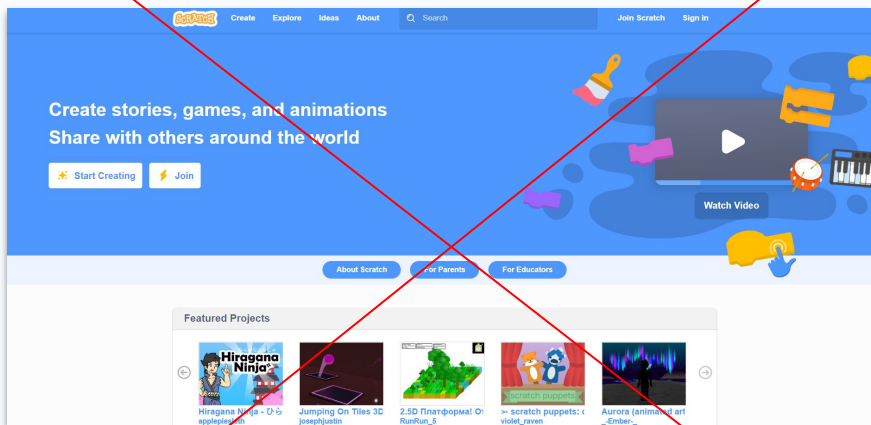 SCRATCH Create Explore Ideas About Search Join Scratch Sign in
Create stories, games, and animations
Share with others around the world
Start Creating Join
Watch Video
About Scratch For Parents For Educators
Featured Projects
Hiragana
Ninja
scratch puppets
Hiragana Ninja - ひら Jumping On Tiles 3D 2.5D Платформа! От >- scratch puppets: c Aurora (animated art
josephjustin RunRun_5 violet_raven _-Ember-_